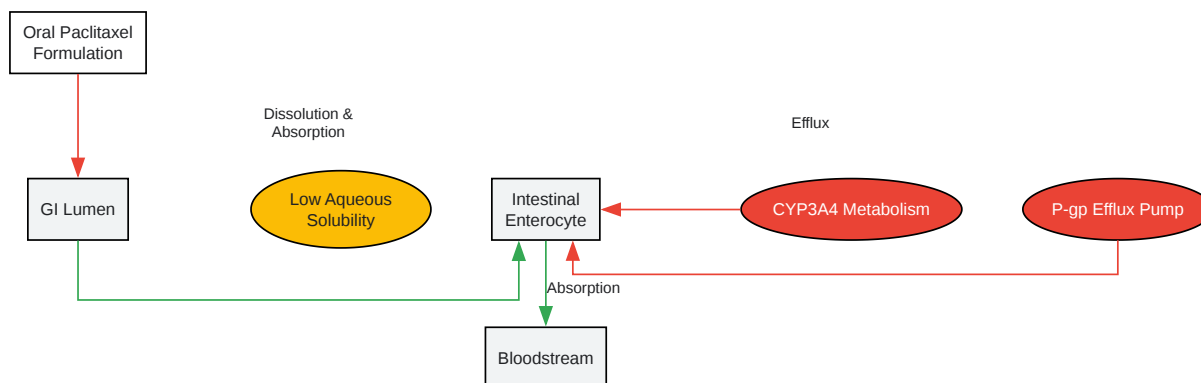 Oral Paclitaxel
Formulation
Dissolution &
Absorption
Efflux
GI Lumen
Low Aqueous
Solubility
Intestinal
Enterocyte
CYP3A4 Metabolism
P-gp Efflux Pump
Absorption
Bloodstream